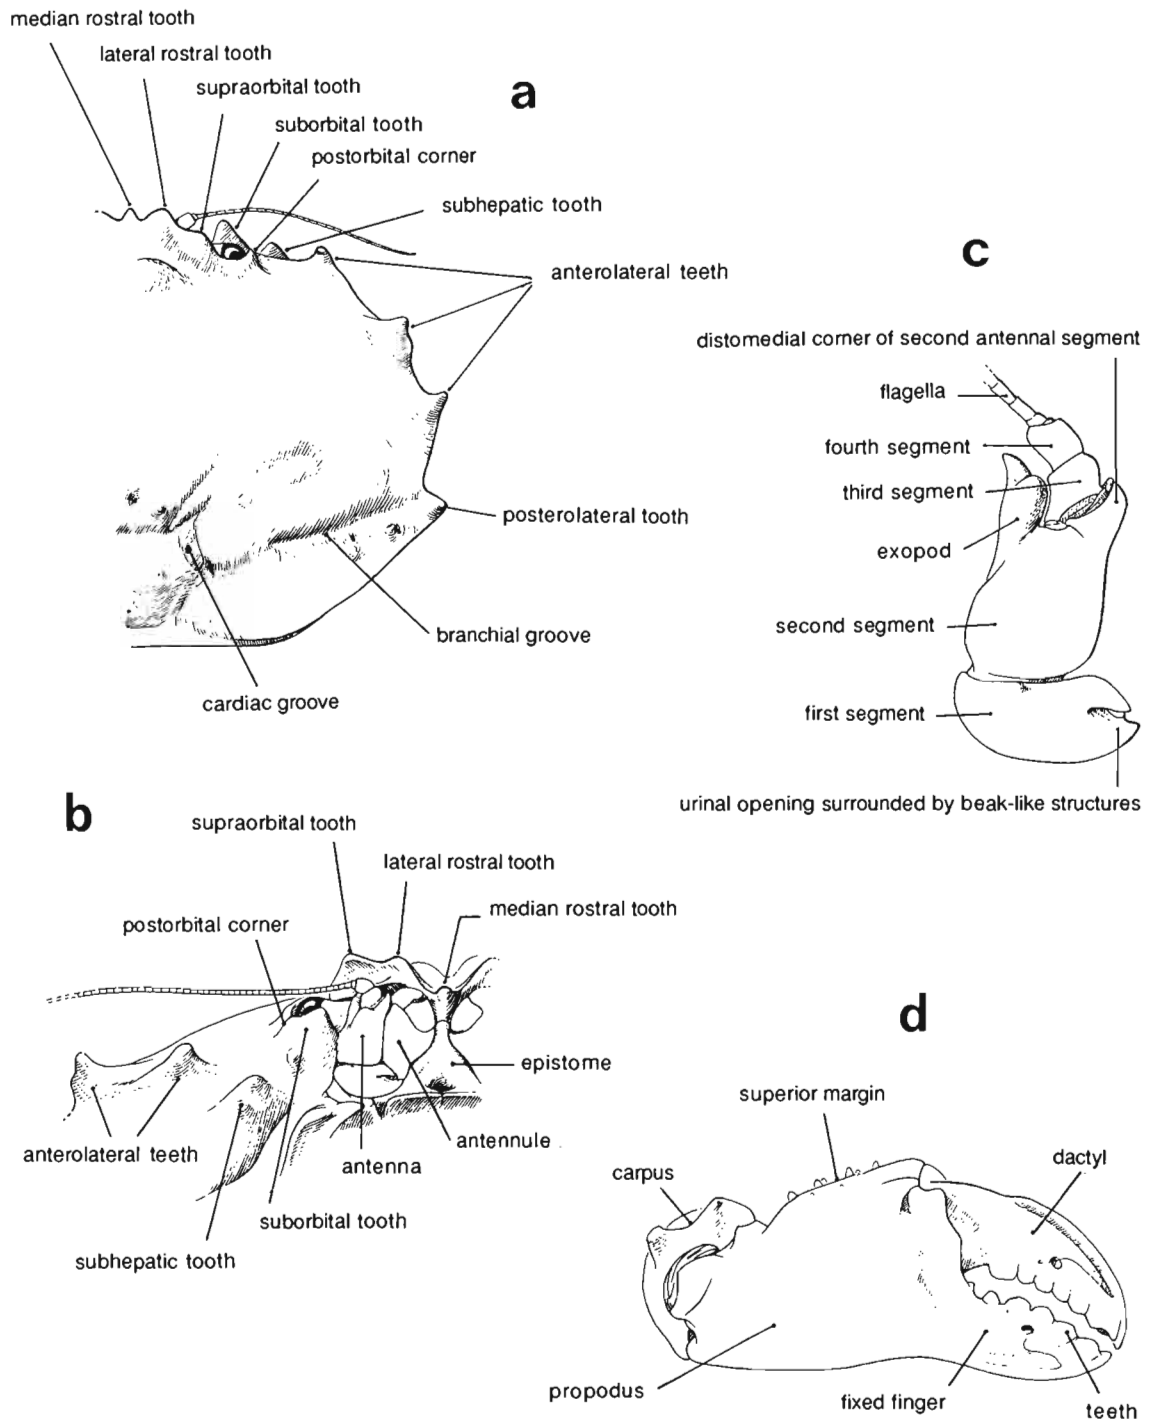 median rostral tooth
lateral rostral tooth
supraorbital tooth
a
suborbital tooth
postorbital corner
subhepatic tooth
anterolateral teeth
posterolateral tooth
branchial groove
cardiac groove
c
distomedial corner of second antennal segment
flagella
fourth segment
third segment
exopod
second segment
first segment
urinal opening surrounded by beak-like structures
b
supraorbital tooth
lateral rostral tooth
median rostral tooth
postorbital corner
epistome
antennule
anterolateral teeth
antenna
suborbital tooth
subhepatic tooth
d
superior margin
carpus
dactyl
propodus
fixed finger
teeth